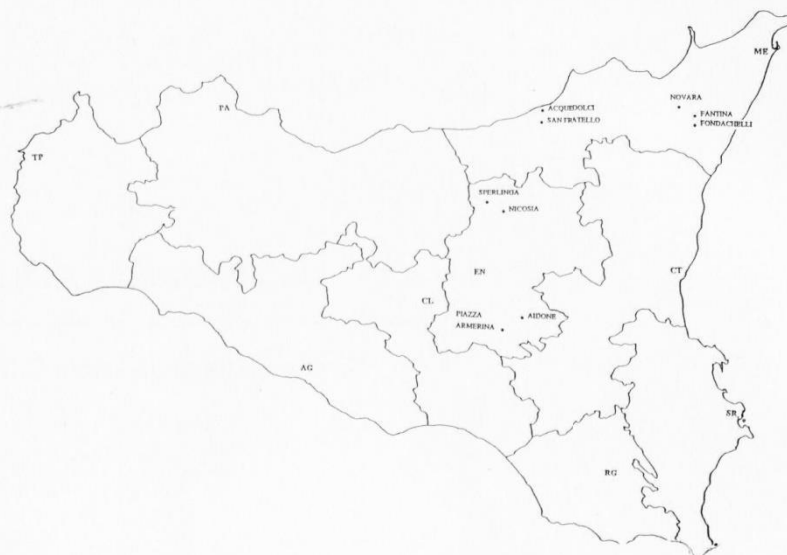 ME
PA
NOVARA
ACQUEDOLCI
FANTINA
SAN FRATELLO
FONDACHELLI
TP
SPERLINGA
NICOSIA
EN
CT
CL
PIAZZA
ARMERINA
AIDONE
AG
SR
RG